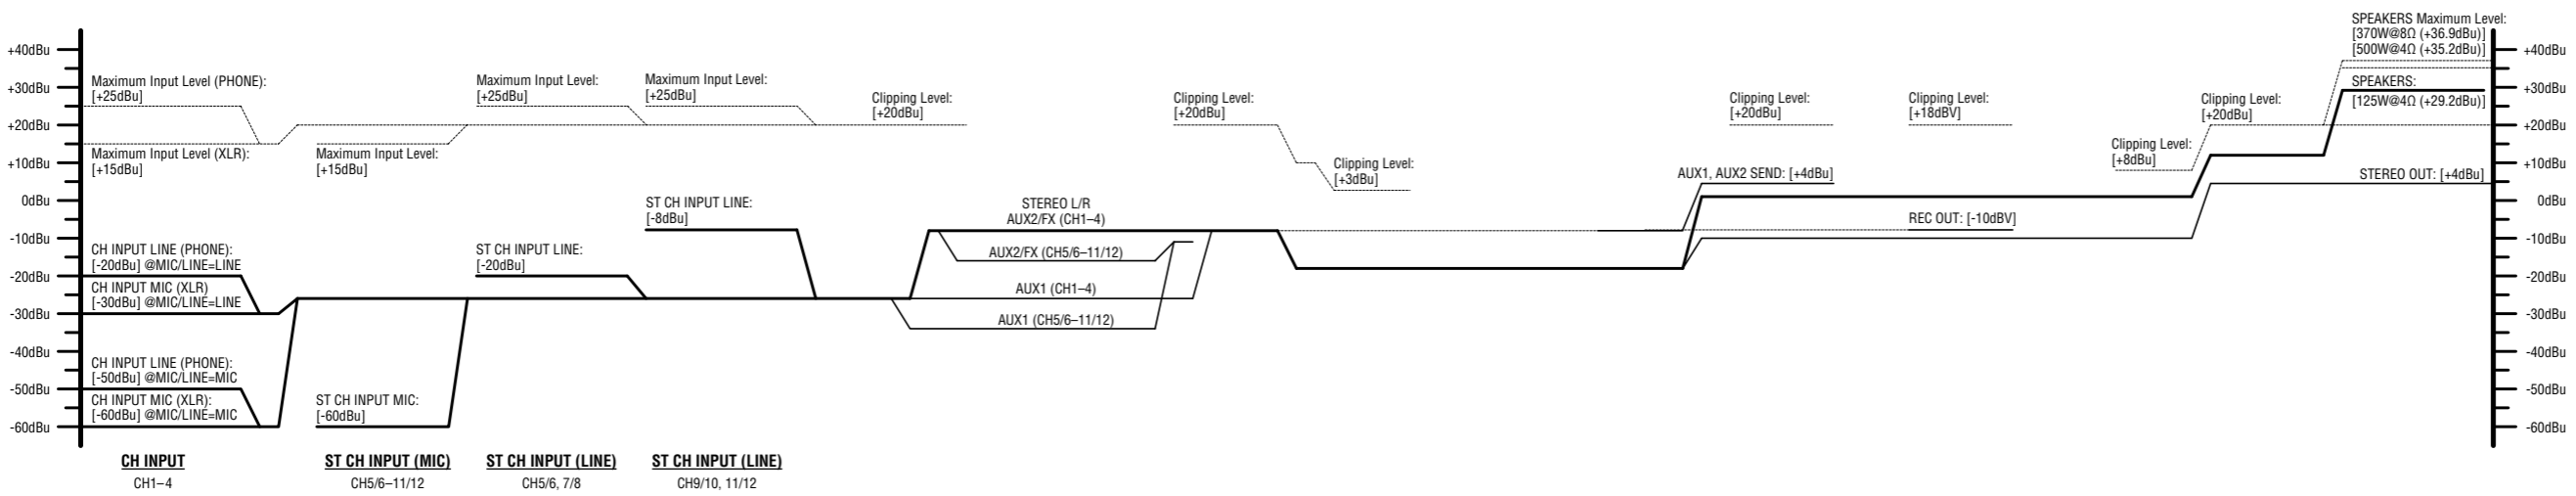 +40dBu
+30dBu
+20dBu
+10dBu
0dBu
-10dBu
-20dBu
-30dBu
-40dBu
-50dBu
-60dBu
Maximum Input Level (PHONE):
[+25dBu]
Maximum Input Level (XLR):
[+15dBu]
CH INPUT LINE (PHONE):
[-20dBu] @MIC/LINE=LINE
CH INPUT MIC (XLR)
[-30dBu] @MIC/LINE=LINE
CH INPUT LINE (PHONE):
[-50dBu] @MIC/LINE=MIC
CH INPUT MIC (XLR):
[-60dBu] @MIC/LINE=MIC
CH INPUT
CH1–4
Maximum Input Level:
[+15dBu]
ST CH INPUT MIC:
[-60dBu]
ST CH INPUT (MIC)
CH5/6–11/12
Maximum Input Level:
[+25dBu]
ST CH INPUT LINE:
[-20dBu]
ST CH INPUT (LINE)
CH5/6, 7/8
Maximum Input Level:
[+25dBu]
ST CH INPUT LINE:
[-8dBu]
ST CH INPUT (LINE)
CH9/10, 11/12
Clipping Level:
[+20dBu]
STEREO L/R
AUX2/FX (CH1–4)
AUX2/FX (CH5/6–11/12)
AUX1 (CH1–4)
AUX1 (CH5/6–11/12)
Clipping Level:
[+20dBu]
Clipping Level:
[+3dBu]
Clipping Level:
[+20dBu]
AUX1, AUX2 SEND: [+4dBu]
Clipping Level:
[+18dBV]
REC OUT: [-10dBV]
Clipping Level:
[+8dBu]
Clipping Level:
[+20dBu]
SPEAKERS Maximum Level:
[370W@8Ω (+36.9dBu)]
[500W@4Ω (+35.2dBu)]
SPEAKERS:
[125W@4Ω (+29.2dBu)]
STEREO OUT: [+4dBu]
+40dBu
+30dBu
+20dBu
+10dBu
0dBu
-10dBu
-20dBu
-30dBu
-40dBu
-50dBu
-60dBu